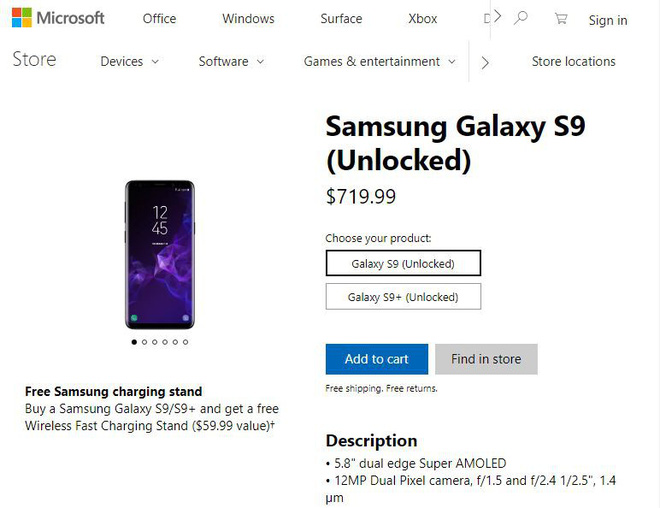 Microsoft Office Windows Surface Xbox Sign in
Store Devices Software Games & entertainment Store locations
Samsung Galaxy S9
(Unlocked)
$719.99
Choose your product:
Galaxy S9 (Unlocked)
Galaxy S9+ (Unlocked)
12
45
Add to cart Find in store
Free shipping. Free returns.
Free Samsung charging stand
Buy a Samsung Galaxy S9/S9+ and get a free
Wireless Fast Charging Stand ($59.99 value)†
Description
• 5.8" dual edge Super AMOLED
• 12MP Dual Pixel camera, f/1.5 and f/2.4 1/2.5", 1.4
μm